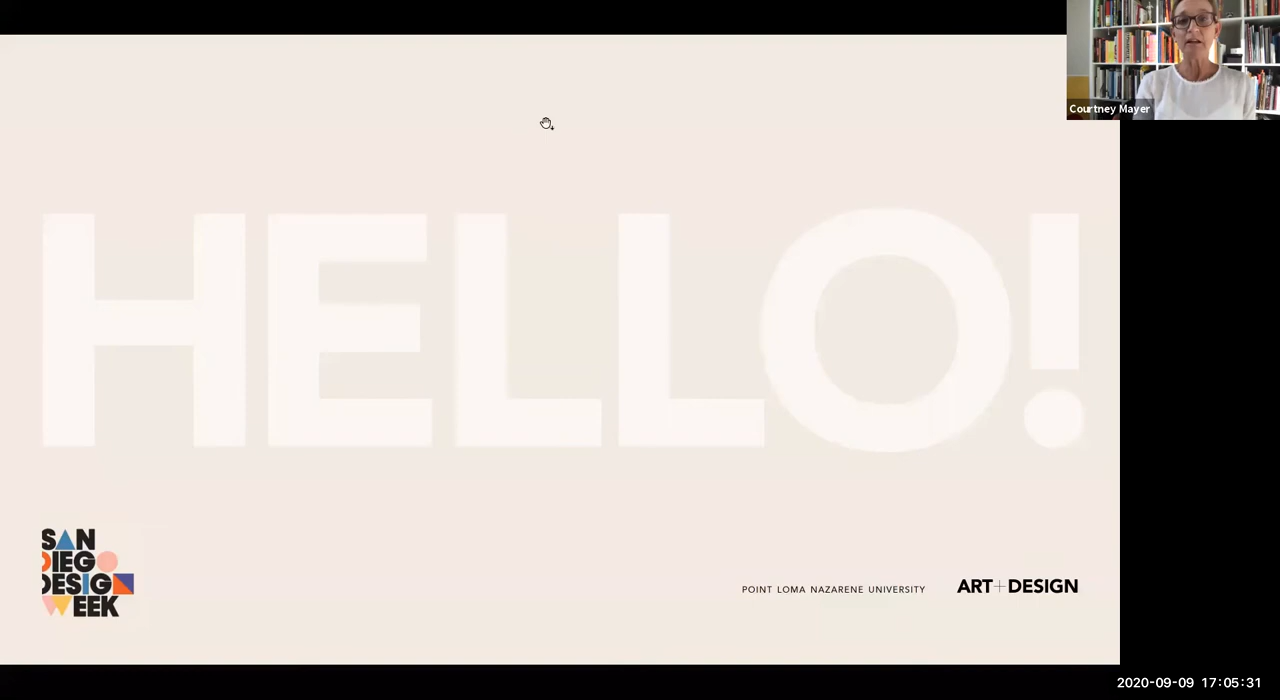 Courtney Mayer
HELLO!
SAN
DIEGO
DESIGN
WEEK
POINT LOMA NAZARENE UNIVERSITY
ART+DESIGN
2020-09-09 17:05:31